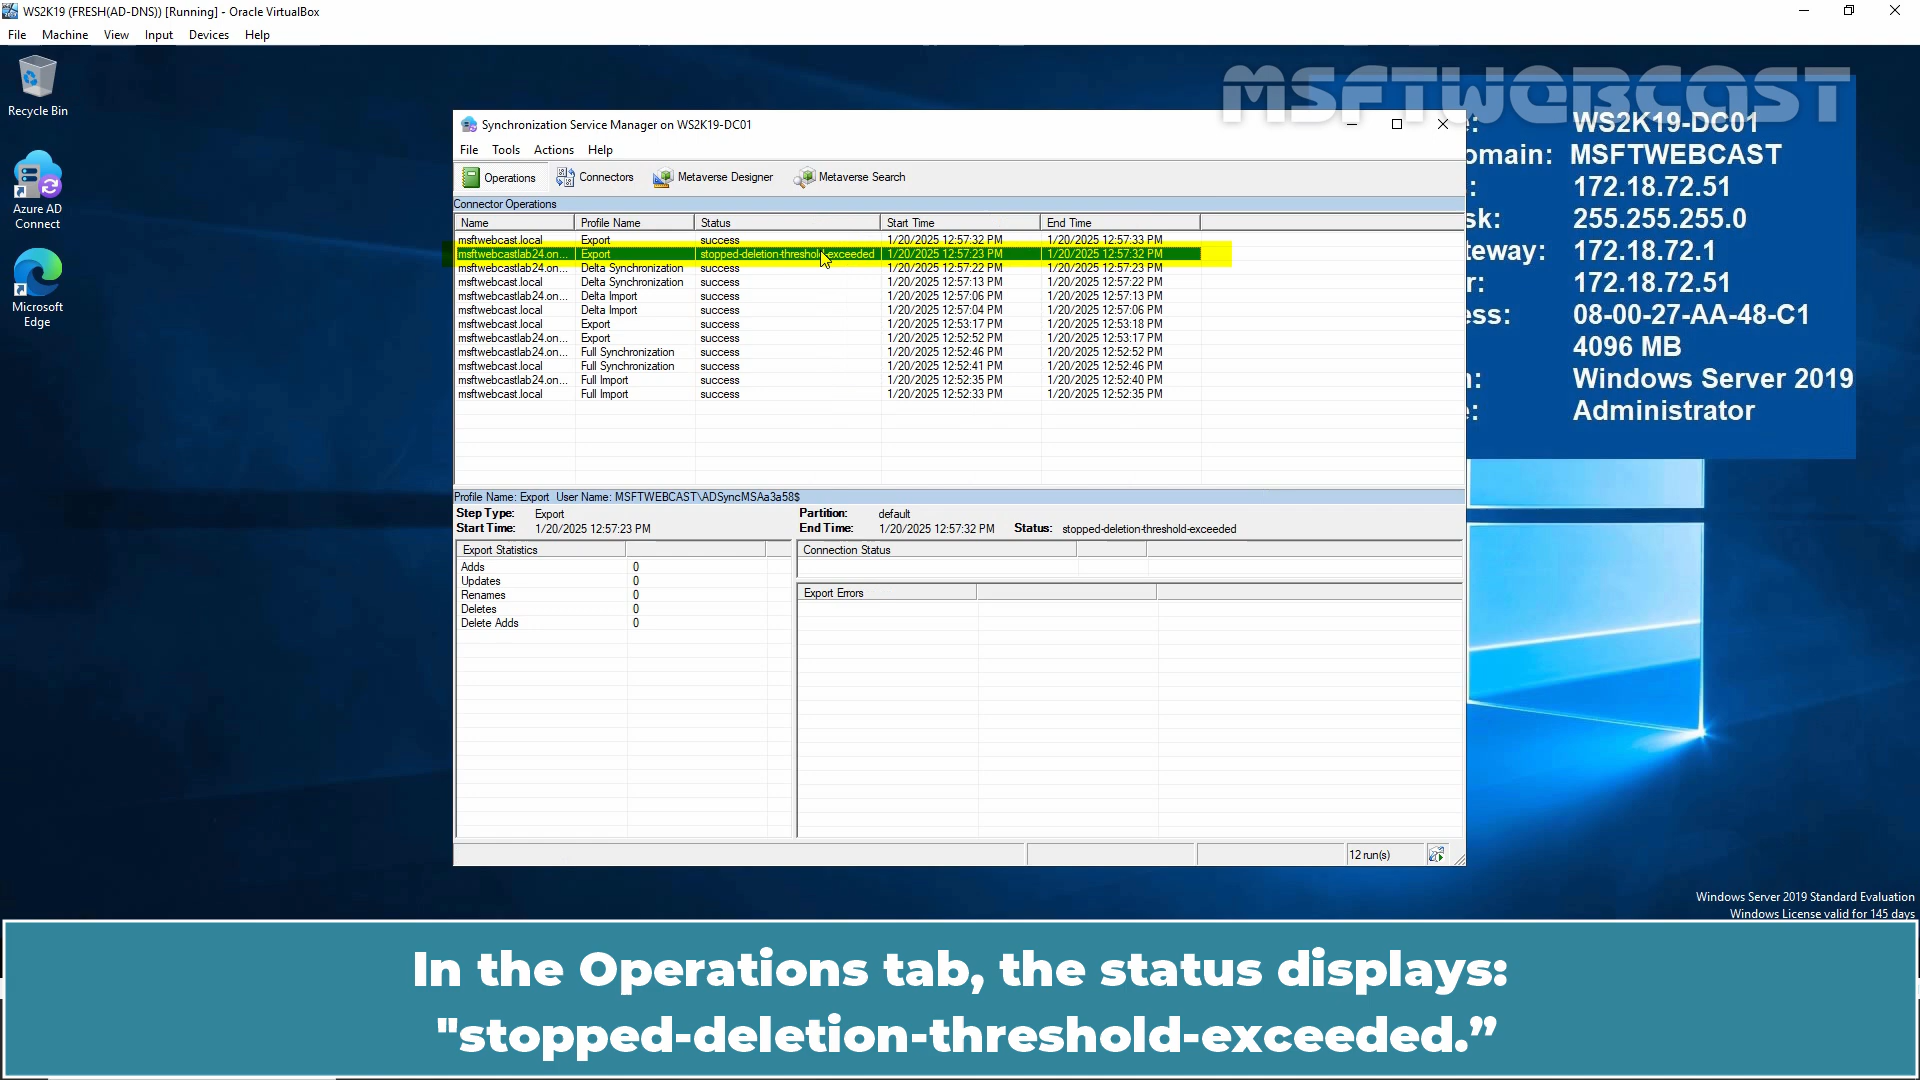 WS2K19 (FRESH(AD-DNS)) [Running] - Oracle VirtualBox
File Machine View Input Devices Help
Recycle Bin
Azure AD
Connect
Microsoft
Edge
MSFTWEBCAST
WS2K19-DC01
omain: MSFTWEBCAST
172.18.72.51
sk: 255.255.255.0
teway: 172.18.72.1
r: 172.18.72.51
ess: 08-00-27-AA-48-C1
4096 MB
Windows Server 2019
Administrator
Synchronization Service Manager on WS2K19-DC01
File Tools Actions Help
Operations Connectors Metaverse Designer Metaverse Search
Connector Operations
Name Profile Name Status Start Time End Time
msftwebcast.local Export success 1/20/2025 12:57:32 PM 1/20/2025 12:57:33 PM
msftwebcastlab24.on... Export stopped-deletion-threshold-exceeded 1/20/2025 12:57:23 PM 1/20/2025 12:57:32 PM
msftwebcastlab24.on... Delta Synchronization success 1/20/2025 12:57:22 PM 1/20/2025 12:57:23 PM
msftwebcast.local Delta Synchronization success 1/20/2025 12:57:13 PM 1/20/2025 12:57:22 PM
msftwebcastlab24.on... Delta Import success 1/20/2025 12:57:06 PM 1/20/2025 12:57:13 PM
msftwebcast.local Delta Import success 1/20/2025 12:57:04 PM 1/20/2025 12:57:06 PM
msftwebcast.local Export success 1/20/2025 12:53:17 PM 1/20/2025 12:53:18 PM
msftwebcastlab24.on... Export success 1/20/2025 12:52:52 PM 1/20/2025 12:53:17 PM
msftwebcastlab24.on... Full Synchronization success 1/20/2025 12:52:46 PM 1/20/2025 12:52:52 PM
msftwebcast.local Full Synchronization success 1/20/2025 12:52:41 PM 1/20/2025 12:52:46 PM
msftwebcastlab24.on... Full Import success 1/20/2025 12:52:35 PM 1/20/2025 12:52:40 PM
msftwebcast.local Full Import success 1/20/2025 12:52:33 PM 1/20/2025 12:52:35 PM
Profile Name: Export User Name: MSFTWEBCAST\ADSyncMSAa3a58$
Step Type: Export Partition: default
Start Time: 1/20/2025 12:57:23 PM End Time: 1/20/2025 12:57:32 PM Status: stopped-deletion-threshold-exceeded
Export Statistics
Adds 0
Updates 0
Renames 0
Deletes 0
Delete Adds 0
Connection Status
Export Errors
12 run(s)
Windows Server 2019 Standard Evaluation
Windows License valid for 145 days
In the Operations tab, the status displays:
"stopped-deletion-threshold-exceeded.”